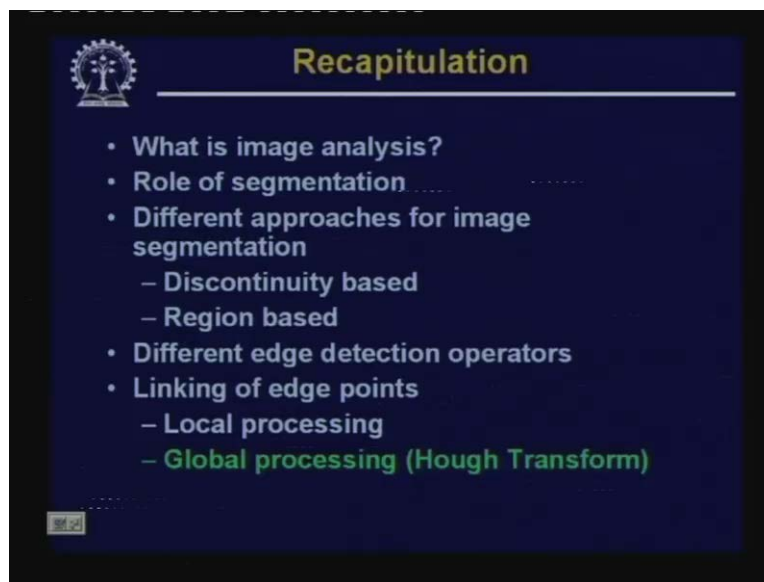 Recapitulation
• What is image analysis?
• Role of segmentation
• Different approaches for image
segmentation
– Discontinuity based
– Region based
• Different edge detection operators
• Linking of edge points
– Local processing
– Global processing (Hough Transform)